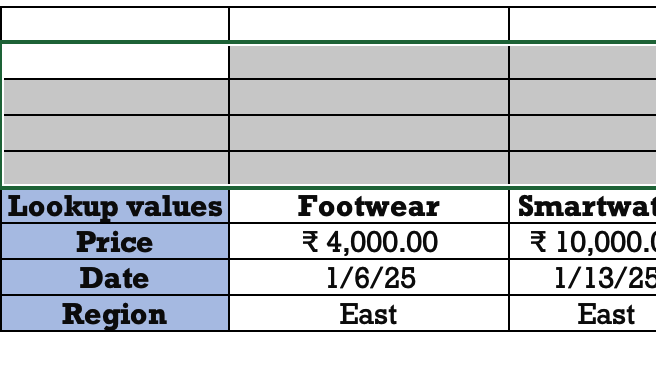 Lookup values Footwear
Price ₹ 4,000.00
Date 1/6/25 1/13/25
Region East East